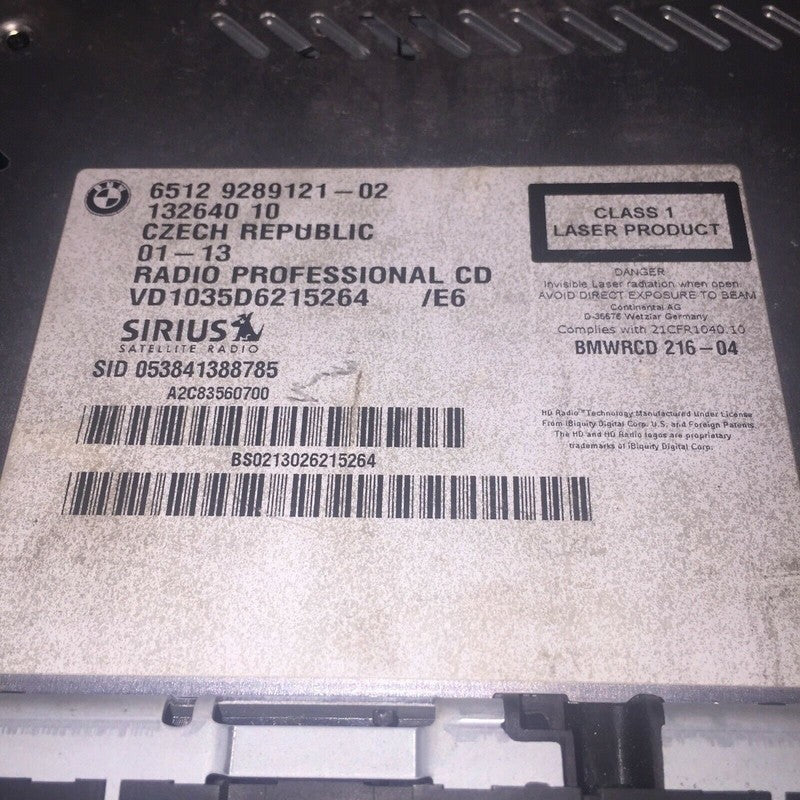 6512 9289121-02
132640 10
CZECH REPUBLIC
01-13
RADIO PROFESSIONAL CD
VD1035D6215264 /E6
SIRIUS
SATELLITE RADIO
SID 053841388785
A2C83560700
BS0213026215264
CLASS 1
LASER PRODUCT
DANGER
Invisible Laser radiation when open
AVOID DIRECT EXPOSURE TO BEAM
Continental AG
D-35576 Wetzlar Germany
Complies with 21CFR1040.10
BMWRCD 216-04
HD Radio™ Technology Manufactured Under License
From iBiquity Digital Corp. U.S. and Foreign Patents
The HD and HD Radio logos are proprietary
trademarks of iBiquity Digital Corp.